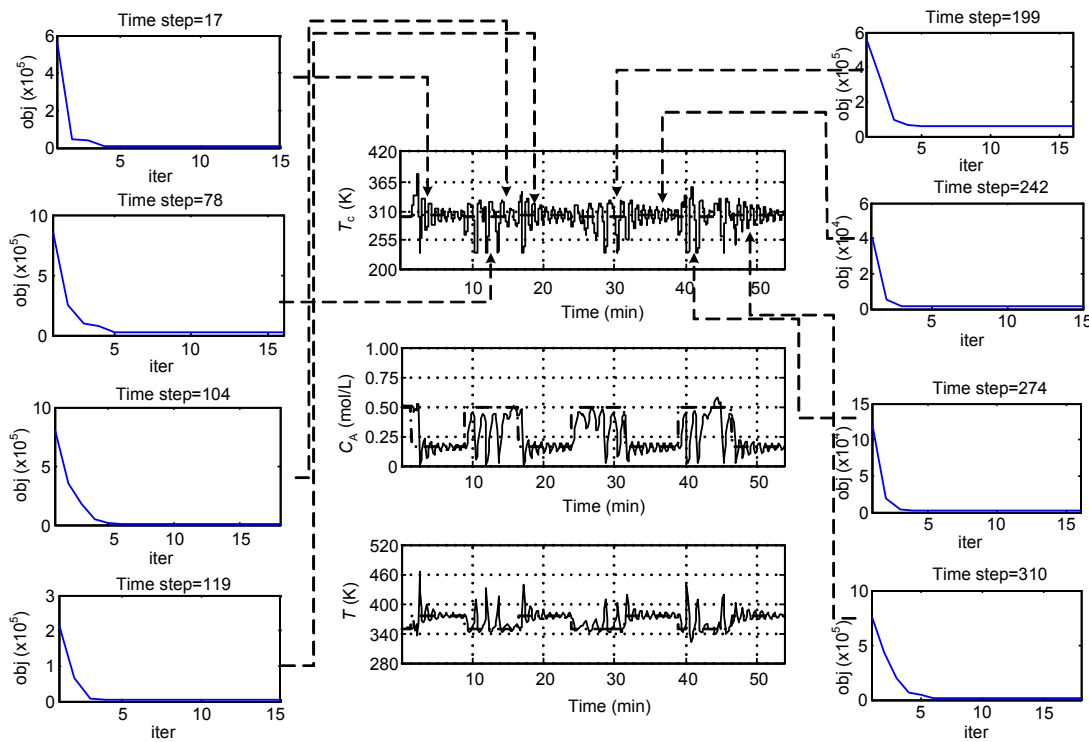 Time step=17
6
4
2
0
obj (x10^5)
5
10
15
iter
Time step=78
10
5
0
obj (x10^5)
5
10
15
iter
Time step=104
10
5
0
obj (x10^5)
5
10
15
iter
Time step=119
3
2
1
0
obj (x10^5)
5
10
15
iter
420
365
310
255
200
T_c (K)
10
20
30
40
50
Time (min)
1.00
0.75
0.50
0.25
0
C_A (mol/L)
10
20
30
40
50
Time (min)
520
460
400
340
280
T (K)
10
20
30
40
50
Time (min)
Time step=199
6
4
2
0
obj (x10^5)
5
10
15
iter
Time step=242
6
4
2
0
obj (x10^4)
5
10
15
iter
Time step=274
15
10
5
0
obj (x10^4)
5
10
15
iter
Time step=310
10
5
0
obj (x10^5)
5
10
15
iter